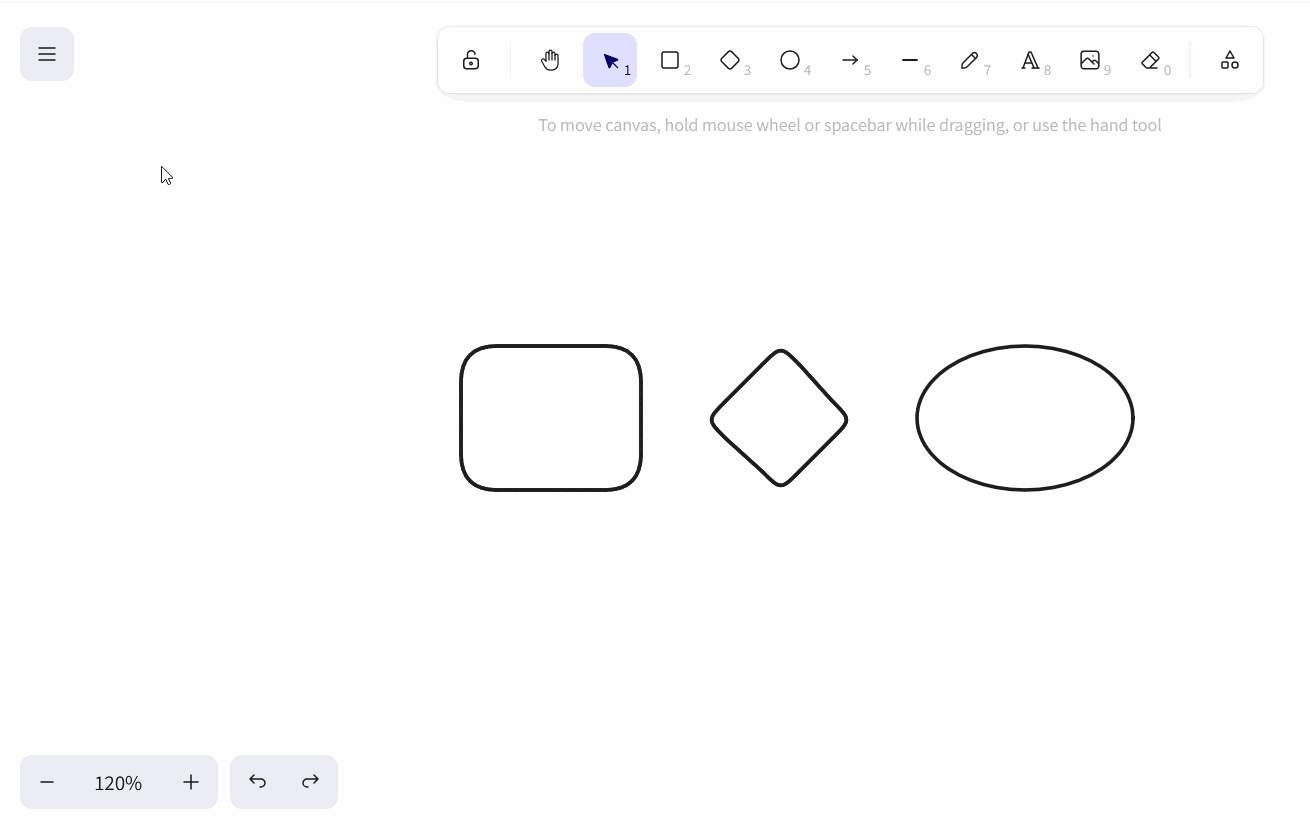 1 2 3 4 5 6 7 A 8 9 0
To move canvas, hold mouse wheel or spacebar while dragging, or use the hand tool
120%